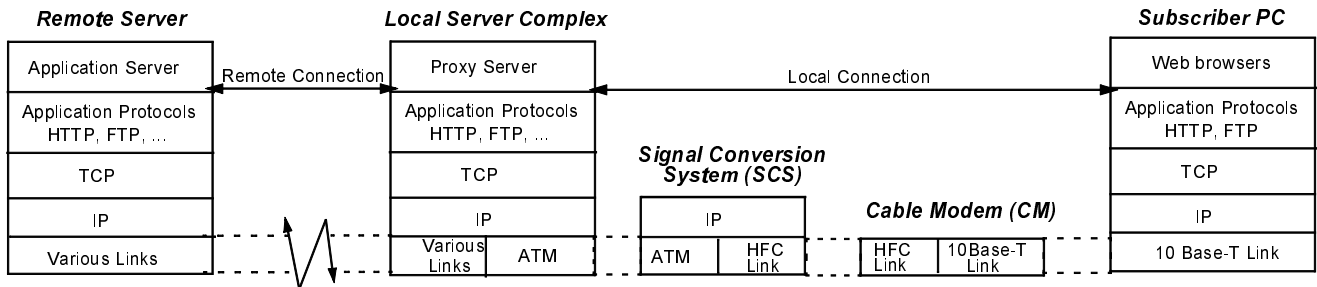 Remote Server
Local Server Complex
Subscriber PC
Application Server
Remote Connection
Proxy Server
Local Connection
Web browsers
Application Protocols
HTTP, FTP, ...
Application Protocols
HTTP, FTP, ...
Application Protocols
HTTP, FTP
Signal Conversion
System (SCS)
TCP
TCP
TCP
IP
IP
IP
Cable Modem (CM)
IP
Various Links
Various
Links
ATM
ATM
HFC
Link
HFC
Link
10Base-T
Link
10 Base-T Link